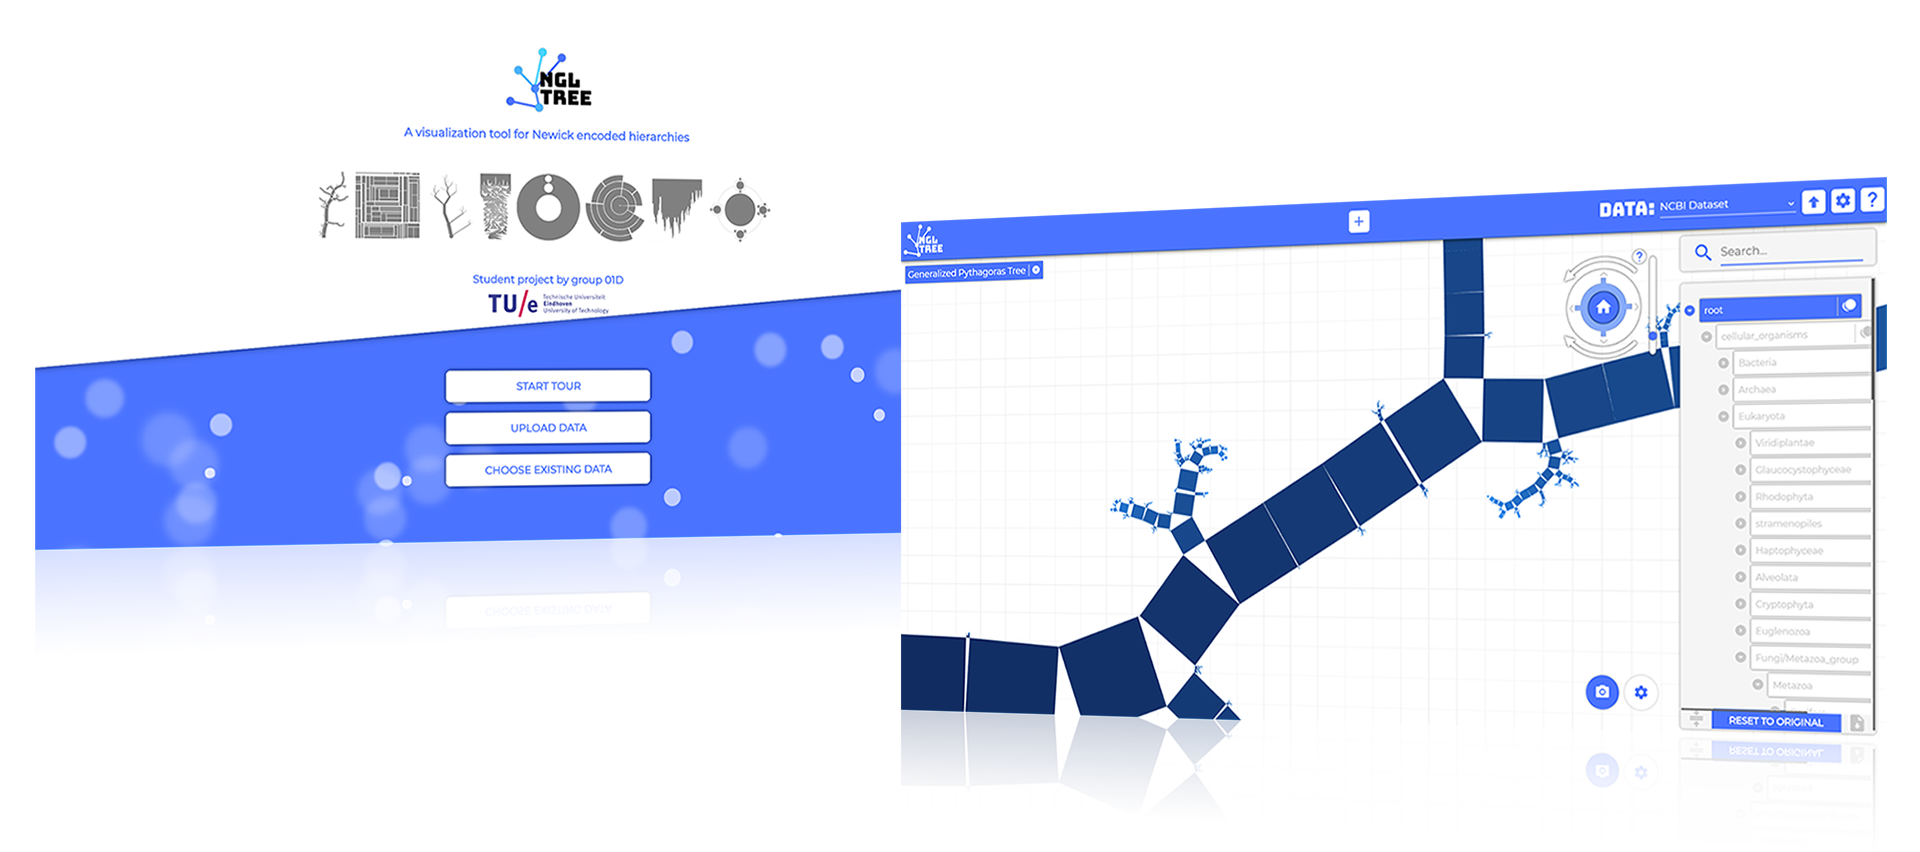 NGL
TREE
A visualization tool for Newick encoded hierarchies
Student project by group 01D
TU/e Technische Universiteit
Eindhoven
University of Technology
START TOUR
UPLOAD DATA
CHOOSE EXISTING DATA
NGL
TREE
+
DATA: NCBI Dataset
?
Generalized Pythagoras Tree
?
Search...
root
cellular_organisms
Bacteria
Archaea
Eukaryota
Viridiplantae
Glaucocystophyceae
Rhodophyta
stramenopiles
Haptophyceae
Alveolata
Cryptophyta
Euglenozoa
Fungi/Metazoa_group
Metazoa
RESET TO ORIGINAL